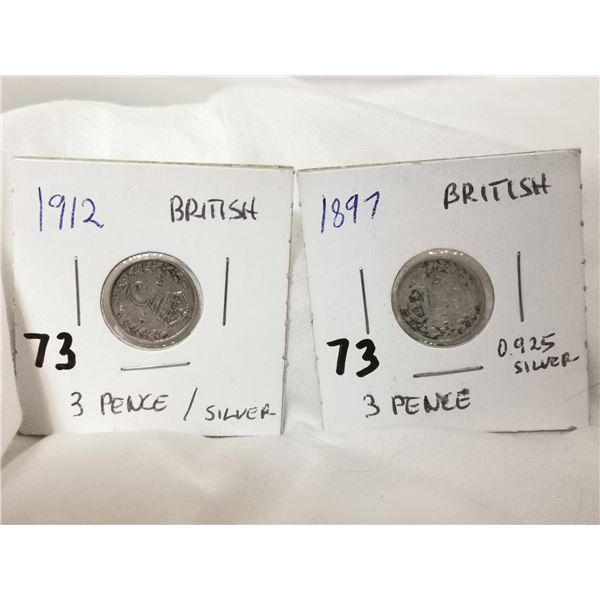 1912 BRITISH
73
3 PENCE / SILVER
1897 BRITISH
73
0.925
SILVER
3 PENCE